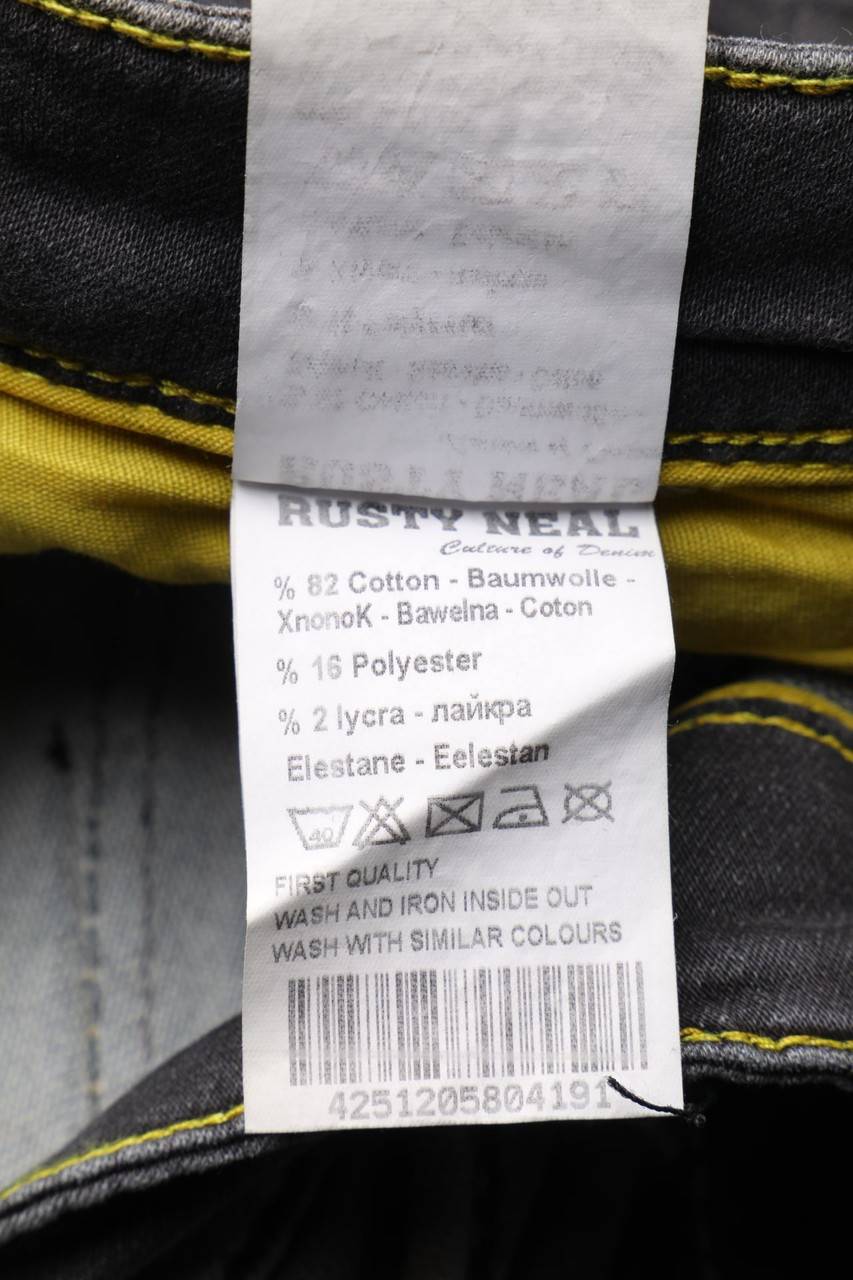 RUSTY NEAL
Culture of Denim
% 82 Cotton - Baumwolle -
XnonoK - Bawelna - Coton
% 16 Polyester
% 2 lycra - лайкра
Elestane - Eelestan
40
FIRST QUALITY
WASH AND IRON INSIDE OUT
WASH WITH SIMILAR COLOURS
4251205804191